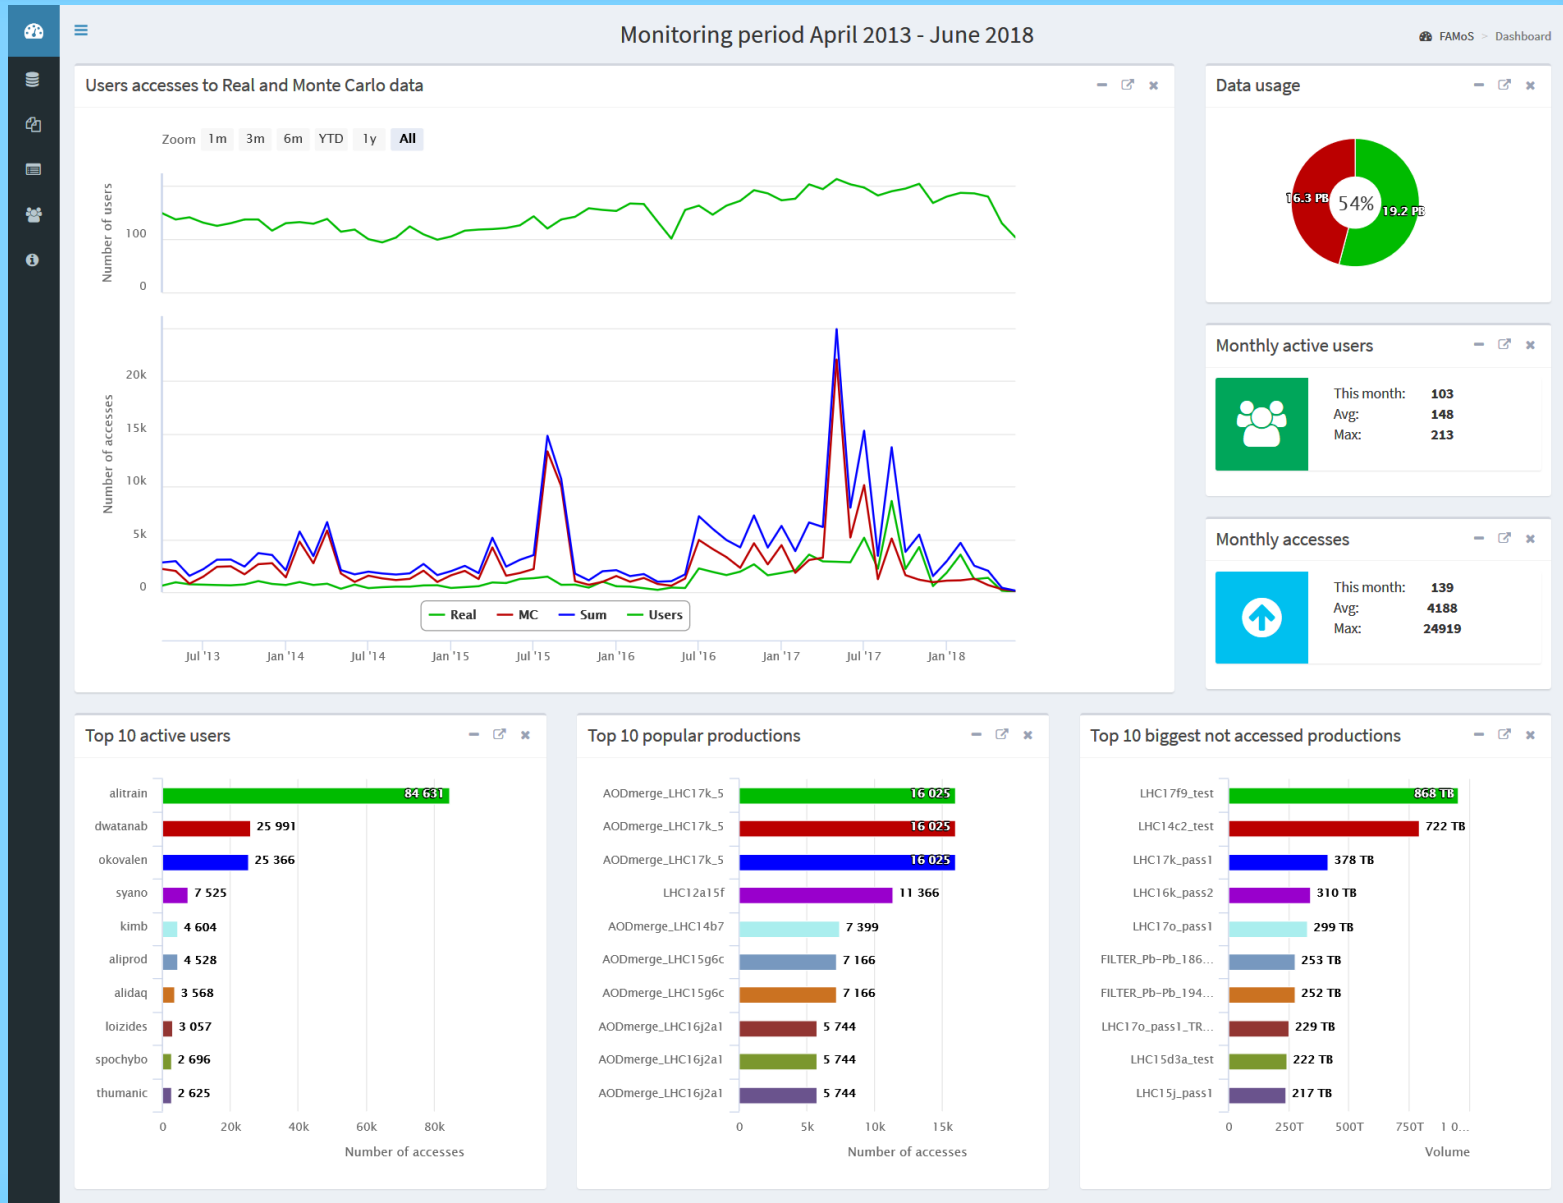 Monitoring period April 2013 - June 2018
FAMoS > Dashboard
Users accesses to Real and Monte Carlo data
Zoom 1m 3m 6m YTD 1y All
Number of users
100
0
Number of accesses
20k
15k
10k
5k
0
Real MC Sum Users
Jul '13 Jan '14 Jul '14 Jan '15 Jul '15 Jan '16 Jul '16 Jan '17 Jul '17 Jan '18
Data usage
16.3 PB 54% 19.2 PB
Monthly active users
This month: 103
Avg: 148
Max: 213
Monthly accesses
This month: 139
Avg: 4188
Max: 24919
Top 10 active users
alitrain 84 631
dwatanab 25 991
okovalen 25 366
syano 7 525
kimb 4 604
aliprod 4 528
alidaq 3 568
loizides 3 057
spochybo 2 696
thumanic 2 625
0 20k 40k 60k 80k
Number of accesses
Top 10 popular productions
AODmerge_LHC17k_5 16 025
AODmerge_LHC17k_5 16 025
AODmerge_LHC17k_5 16 025
LHC12a15f 11 366
AODmerge_LHC14b7 7 399
AODmerge_LHC15g6c 7 166
AODmerge_LHC15g6c 7 166
AODmerge_LHC16j2a1 5 744
AODmerge_LHC16j2a1 5 744
AODmerge_LHC16j2a1 5 744
0 5k 10k 15k
Number of accesses
Top 10 biggest not accessed productions
LHC17f9_test 868 TB
LHC14c2_test 722 TB
LHC17k_pass1 378 TB
LHC16k_pass2 310 TB
LHC17o_pass1 299 TB
FILTER_Pb-Pb_186... 253 TB
FILTER_Pb-Pb_194... 252 TB
LHC17o_pass1_TR... 229 TB
LHC15d3a_test 222 TB
LHC15j_pass1 217 TB
0 250T 500T 750T 1 0...
Volume